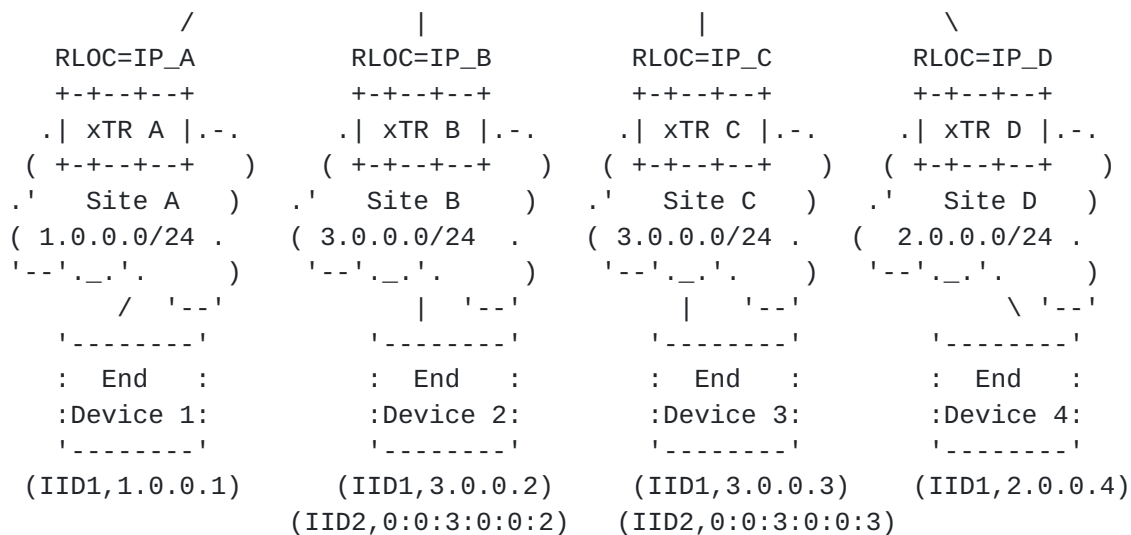 /               |                  |               \
   RLOC=IP_A          RLOC=IP_B         RLOC=IP_C         RLOC=IP_D
   +-+--+--+          +-+--+--+         +-+--+--+         +-+--+--+
  .| xTR A |.-.      .| xTR B |.-.     .| xTR C |.-.     .| xTR D |.-.
 ( +-+--+--+   )    ( +-+--+--+   )   ( +-+--+--+   )   ( +-+--+--+   )
.'   Site A   )   .'   Site B    )   .'   Site C   )   .'   Site D   )
( 1.0.0.0/24 .    ( 3.0.0.0/24  .    ( 3.0.0.0/24 .   (  2.0.0.0/24 .
'--'._.'.     )    '--'._.'.     )    '--'._.'.    )   '--'._.'.     )
       /  '--'            |  '--'          |   '--'            \ '--'
   '--------'          '--------'       '--------'        '--------'
   :  End   :          :  End   :       :  End   :        :  End   :
   :Device 1:          :Device 2:       :Device 3:        :Device 4:
   '--------'          '--------'       '--------'        '--------'
 (IID1,1.0.0.1)      (IID1,3.0.0.2)     (IID1,3.0.0.3)    (IID1,2.0.0.4)
                  (IID2,0:0:3:0:0:2)   (IID2,0:0:3:0:0:3)